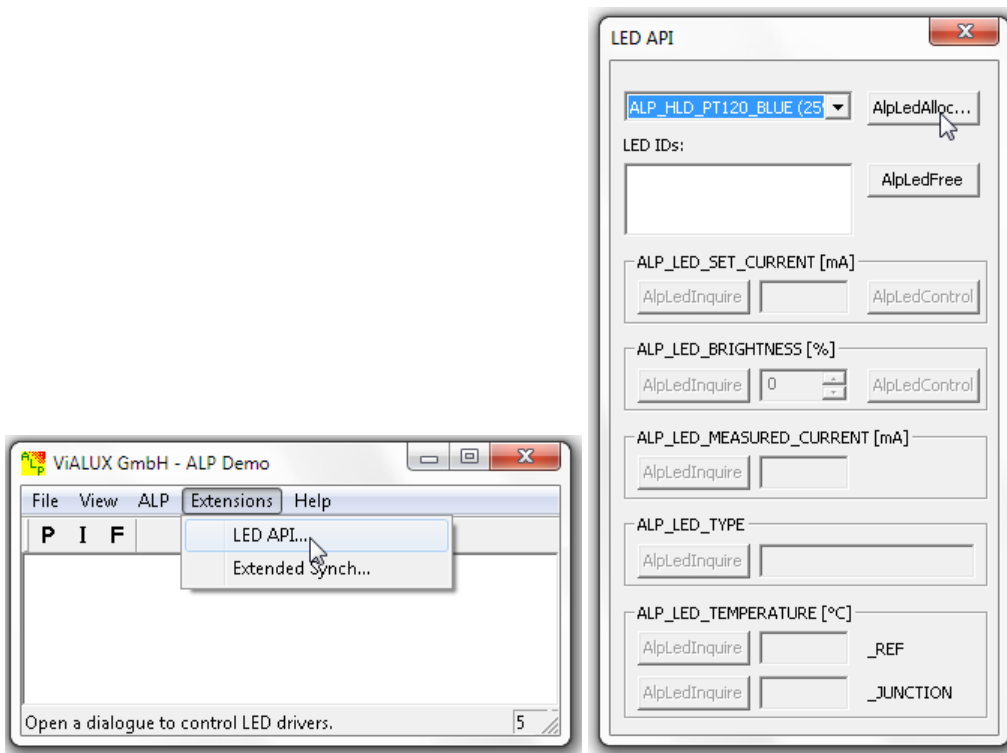 ViALUX GmbH - ALP Demo
File View ALP Extensions Help
P I F
LED API...
Extended Synch...
Open a dialogue to control LED drivers. 5
LED API
ALP_HLD_PT120_BLUE (25 AlpLedAlloc...
LED IDs:
AlpLedFree
ALP_LED_SET_CURRENT [mA]
AlpLedInquire AlpLedControl
ALP_LED_BRIGHTNESS [%]
AlpLedInquire 0 AlpLedControl
ALP_LED_MEASURED_CURRENT [mA]
AlpLedInquire
ALP_LED_TYPE
AlpLedInquire
ALP_LED_TEMPERATURE [°C]
AlpLedInquire _REF
AlpLedInquire _JUNCTION